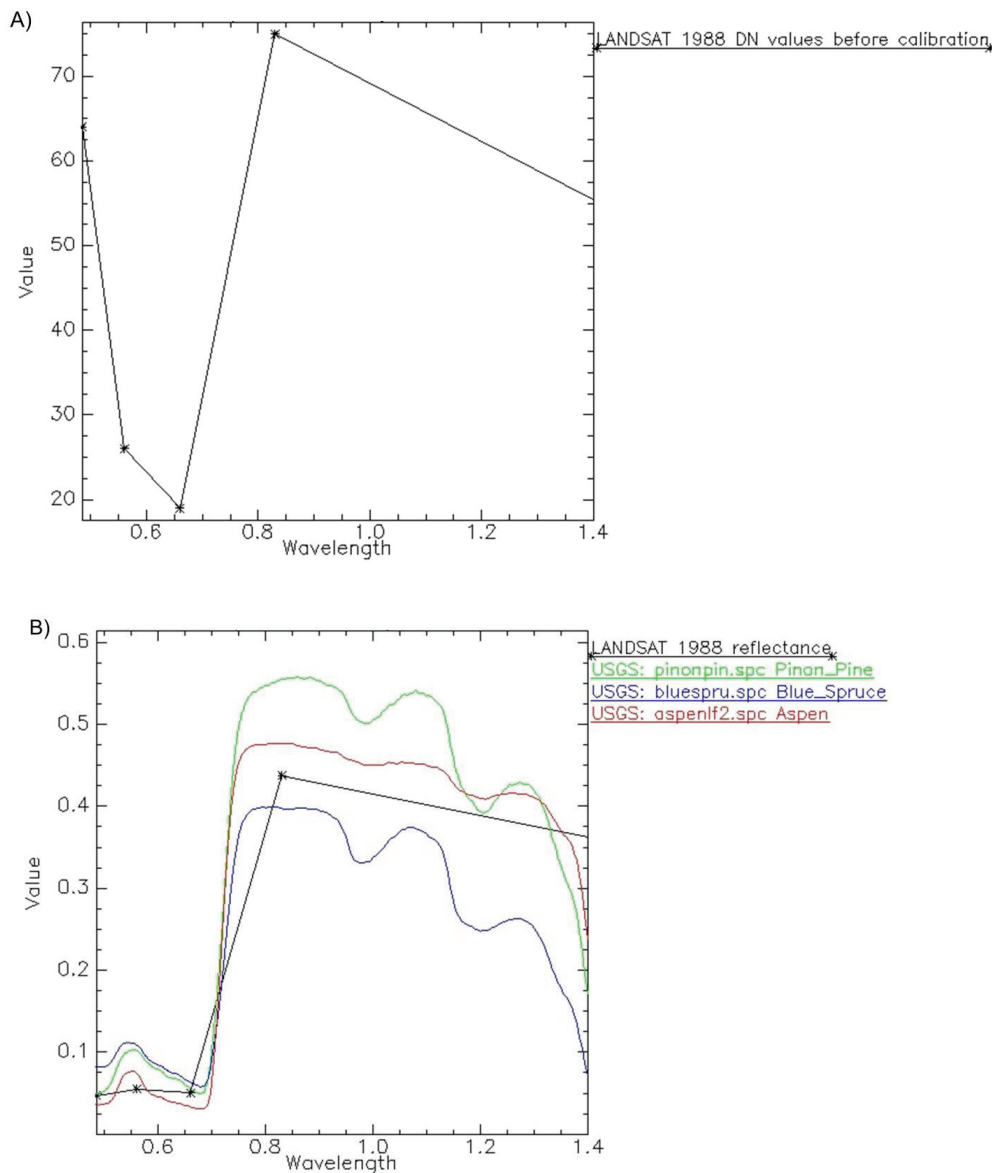 A)
LANDSAT 1988 DN values before calibration
70
60
50
40
30
20
Value
0.6 0.8 1.0 1.2 1.4
Wavelength
B)
LANDSAT 1988 reflectance
USGS: pinonpin.spc Pinon_Pine
USGS: bluespru.spc Blue_Spruce
USGS: aspenlf2.spc Aspen
0.6
0.5
0.4
0.3
0.2
0.1
Value
0.6 0.8 1.0 1.2 1.4
Wavelength